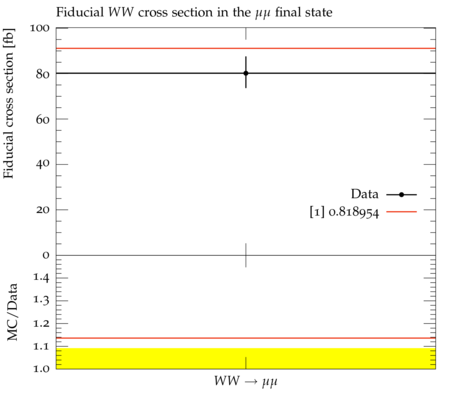 Fiducial WW cross section in the μμ final state
Fiducial cross section [fb]
100
80
60
40
20
0
Data
[1] 0.818954
MC/Data
1.4
1.3
1.2
1.1
1.0
WW → μμ